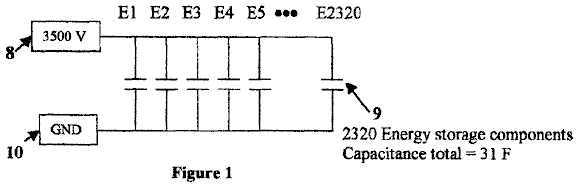 E1 E2 E3 E4 E5 ••• E2320
3500 V
8
9
GND
10
2320 Energy storage components
Capacitance total = 31 F
Figure 1